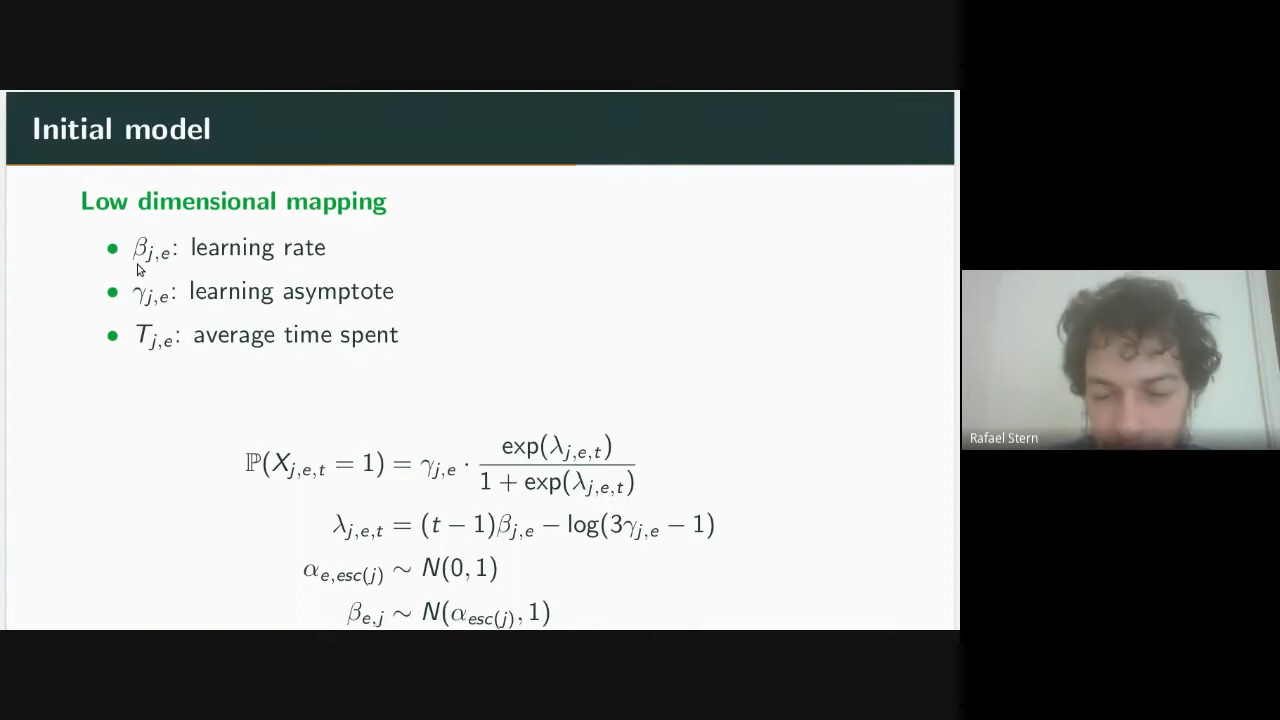 Initial model
Low dimensional mapping
• β_{j,e}: learning rate
• γ_{j,e}: learning asymptote
• T_{j,e}: average time spent
ℙ(X_{j,e,t} = 1) = γ_{j,e} · exp(λ_{j,e,t}) / (1 + exp(λ_{j,e,t}))
λ_{j,e,t} = (t − 1)β_{j,e} − log(3γ_{j,e} − 1)
α_{e,esc(j)} ∼ N(0, 1)
β_{e,j} ∼ N(α_{esc(j)}, 1)
Rafael Stern